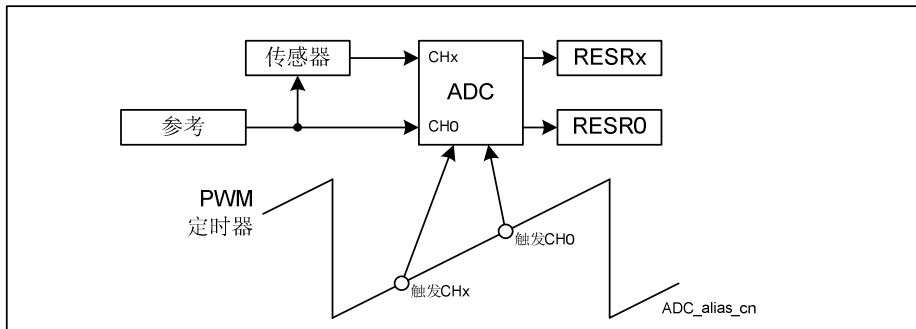 传感器
CHx
RESRx
ADC
参考
CH0
RESR0
PWM
定时器
触发CH0
触发CHx
ADC_alias_cn